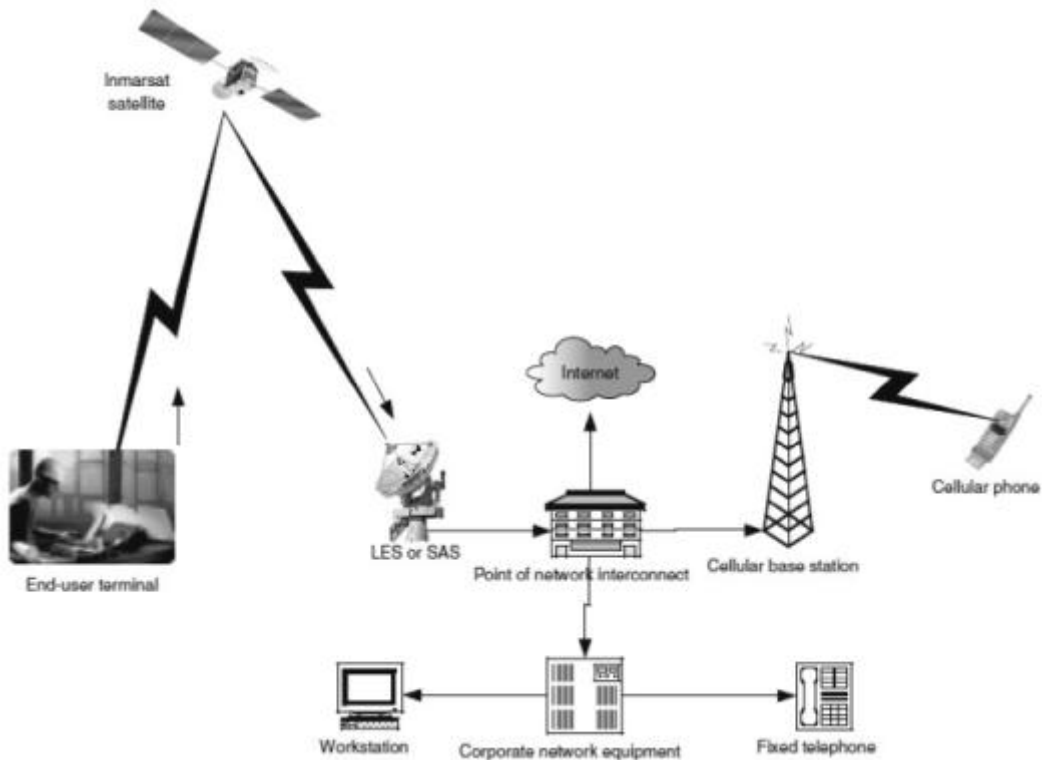 Inmarsat
satellite
Internet
Cellular phone
LES or SAS
Point of network interconnect
Cellular base station
End-user terminal
Workstation
Corporate network equipment
Fixed telephone